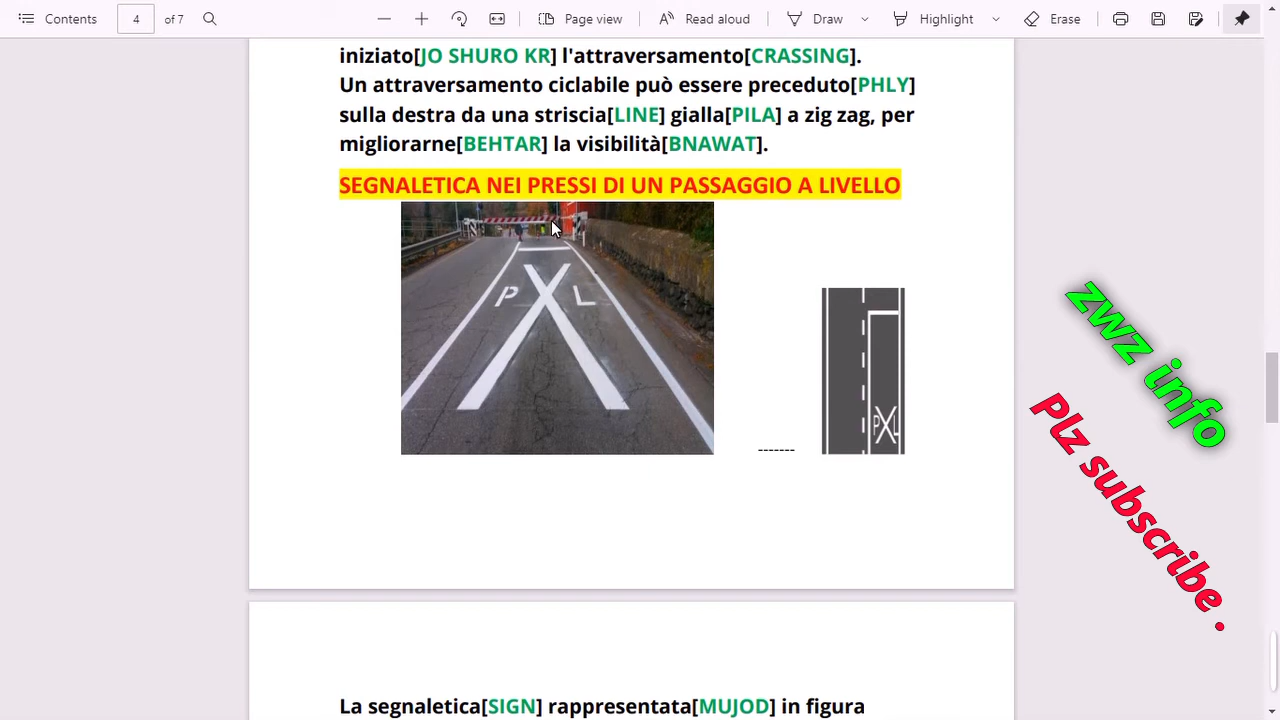 Contents
4
of 7
Page view
Read aloud
Draw
Highlight
Erase
iniziato[JO SHURO KR] l'attraversamento[CRASSING].
Un attraversamento ciclabile può essere preceduto[PHLY]
sulla destra da una striscia[LINE] gialla[PILA] a zig zag, per
migliorarne[BEHTAR] la visibilità[BNAWAT].
SEGNALETICA NEI PRESSI DI UN PASSAGGIO A LIVELLO
P X L
-------
P X L
zwz info
Plz subscribe .
La segnaletica[SIGN] rappresentata[MUJOD] in figura